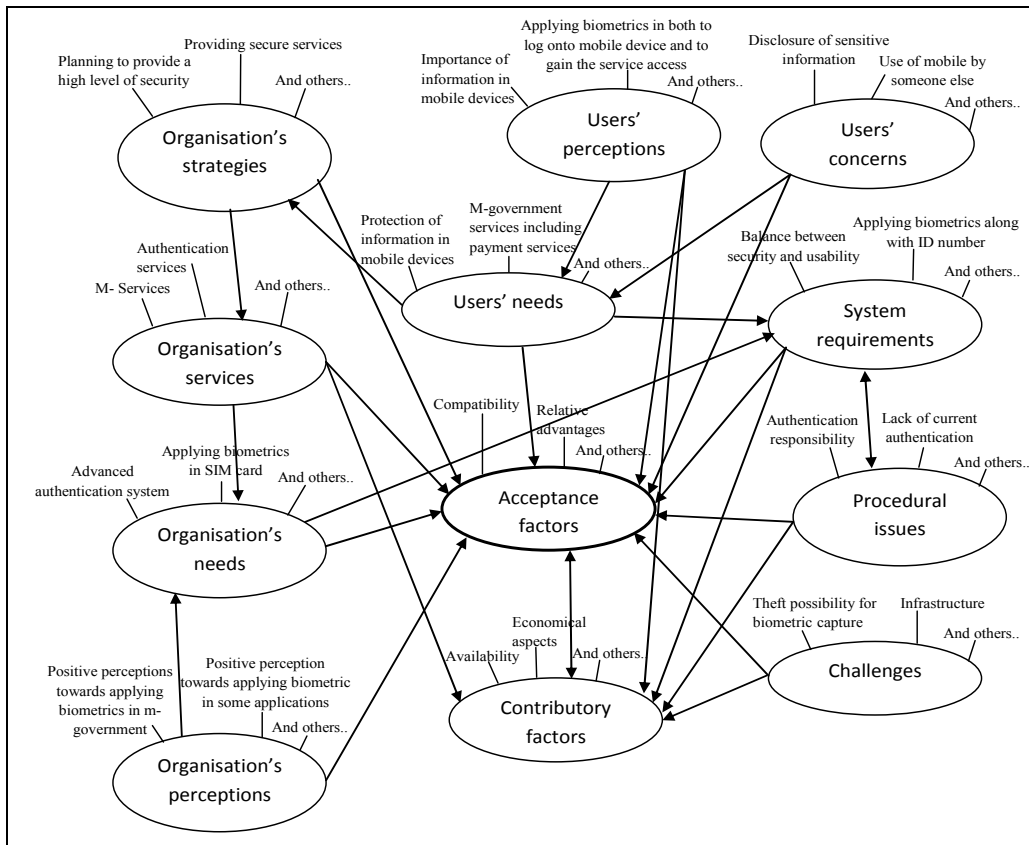 Providing secure services
Planning to provide a
high level of security
And others..
Organisation's
strategies
Applying biometrics in both to
log onto mobile device and to
gain the service access
Importance of
information in
mobile devices
And others..
Users'
perceptions
Disclosure of sensitive
information
Use of mobile by
someone else
And others..
Users'
concerns
Authentication
services
M- Services
And others..
Organisation's
services
Protection of
information in
mobile devices
M-government
services including
payment services
And others..
Users' needs
Balance between
security and usability
Applying biometrics along
with ID number
And others..
System
requirements
Advanced
authentication system
Applying biometrics
in SIM card
And others..
Organisation's
needs
Compatibility
Relative
advantages
And others..
Acceptance
factors
Authentication
responsibility
Lack of current
authentication
And others..
Procedural
issues
Positive perceptions
towards applying
biometrics in m-
government
Positive perception
towards applying biometric
in some applications
And others..
Organisation's
perceptions
Availability
Economical
aspects
And others..
Contributory
factors
Theft possibility for
biometric capture
Infrastructure
And others..
Challenges